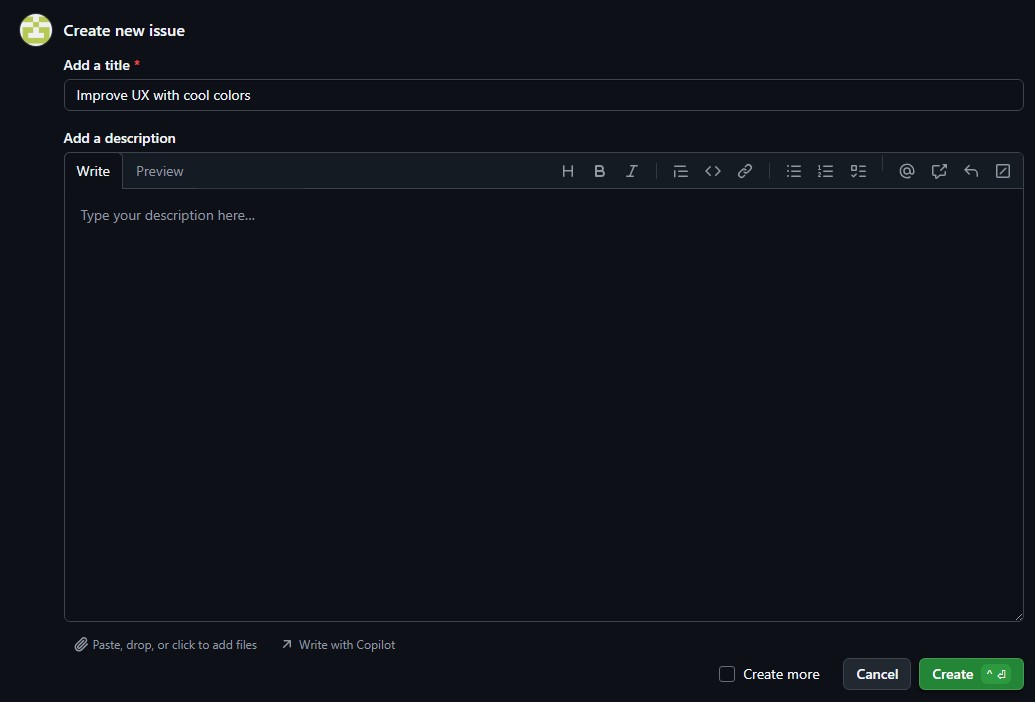 Create new issue
Add a title *
Improve UX with cool colors
Add a description
Write Preview
Type your description here...
Paste, drop, or click to add files Write with Copilot
Create more Cancel Create ^ ⏎